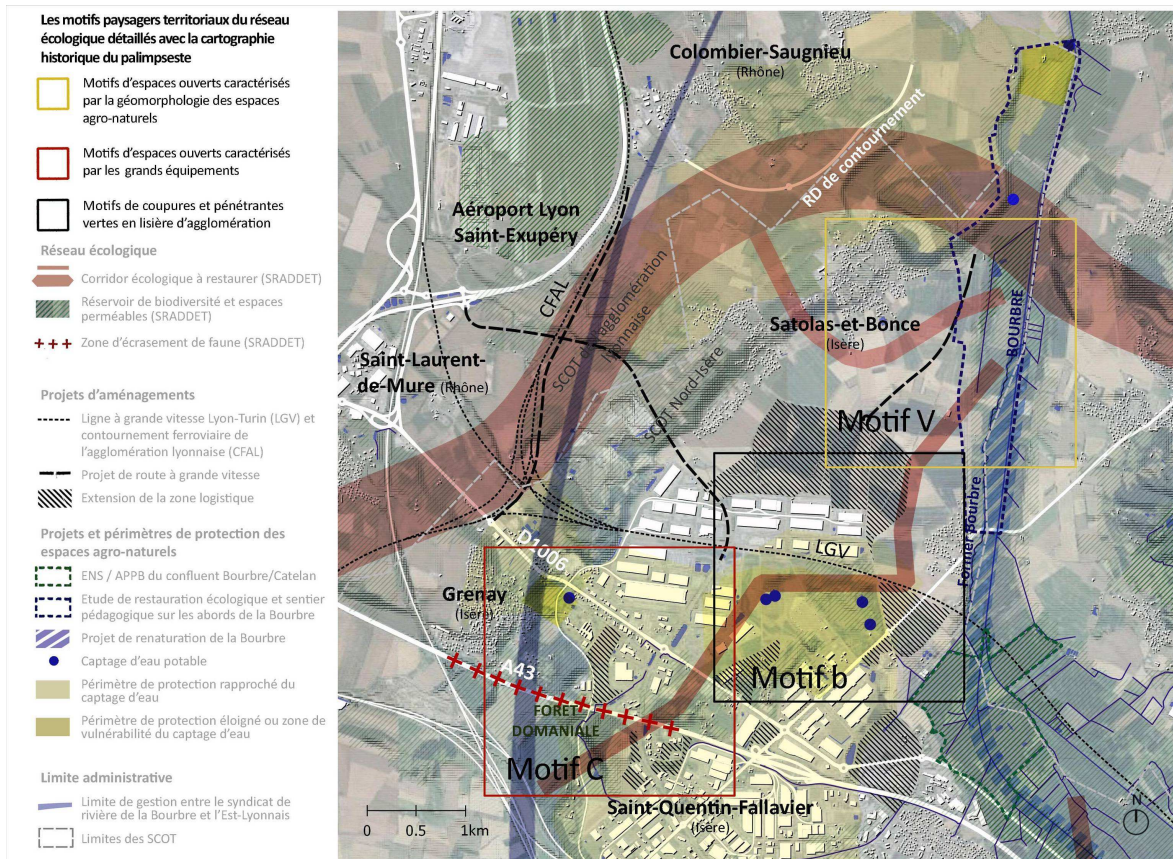 Les motifs paysagers territoriaux du réseau
écologique détaillés avec la cartographie
historique du palimpseste
Motifs d'espaces ouverts caractérisés
par la géomorphologie des espaces
agro-naturels
Motifs d'espaces ouverts caractérisés
par les grands équipements
Motifs de coupures et pénétrantes
vertes en lisière d'agglomération
Réseau écologique
Corridor écologique à restaurer (SRADDET)
Réservoir de biodiversité et espaces
perméables (SRADDET)
Zone d'écrasement de faune (SRADDET)
Projets d'aménagements
Ligne à grande vitesse Lyon-Turin (LGV) et
contournement ferroviaire de
l'agglomération lyonnaise (CFAL)
Projet de route à grande vitesse
Extension de la zone logistique
Projets et périmètres de protection des
espaces agro-naturels
ENS / APPB du confluent Bourbre/Catelan
Etude de restauration écologique et sentier
pédagogique sur les abords de la Bourbre
Projet de renaturation de la Bourbre
Captage d'eau potable
Périmètre de protection rapproché du
captage d'eau
Périmètre de protection éloigné ou zone de
vulnérabilité du captage d'eau
Limite administrative
Limite de gestion entre le syndicat de
rivière de la Bourbre et l'Est-Lyonnais
Limites des SCOT
Colombier-Saugnieu
(Rhône)
RD de contournement
Aéroport Lyon
Saint-Exupéry
CFAL
SCOT de l'agglomération
lyonnaise
SCOT Nord-Isère
Satolas-et-Bonce
(Isère)
BOURBRE
Saint-Laurent-
de-Mure (Rhône)
Motif V
Former Bourbre
LGV
D1006
Grenay
(Isère)
A43
Motif b
FORET
DOMANIALE
Motif C
Saint-Quentin-Fallavier
(Isère)
0 0.5 1km
N